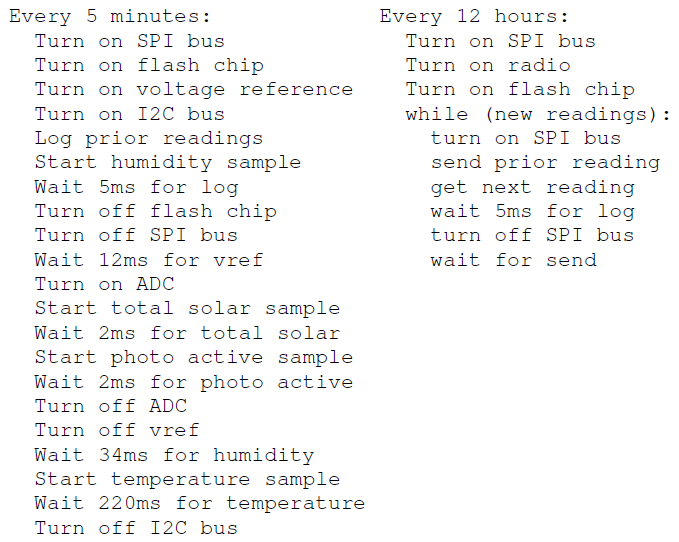 Every 5 minutes:
  Turn on SPI bus
  Turn on flash chip
  Turn on voltage reference
  Turn on I2C bus
  Log prior readings
  Start humidity sample
  Wait 5ms for log
  Turn off flash chip
  Turn off SPI bus
  Wait 12ms for vref
  Turn on ADC
  Start total solar sample
  Wait 2ms for total solar
  Start photo active sample
  Wait 2ms for photo active
  Turn off ADC
  Turn off vref
  Wait 34ms for humidity
  Start temperature sample
  Wait 220ms for temperature
  Turn off I2C bus
Every 12 hours:
  Turn on SPI bus
  Turn on radio
  Turn on flash chip
  while (new readings):
    turn on SPI bus
    send prior reading
    get next reading
    wait 5ms for log
    turn off SPI bus
    wait for send